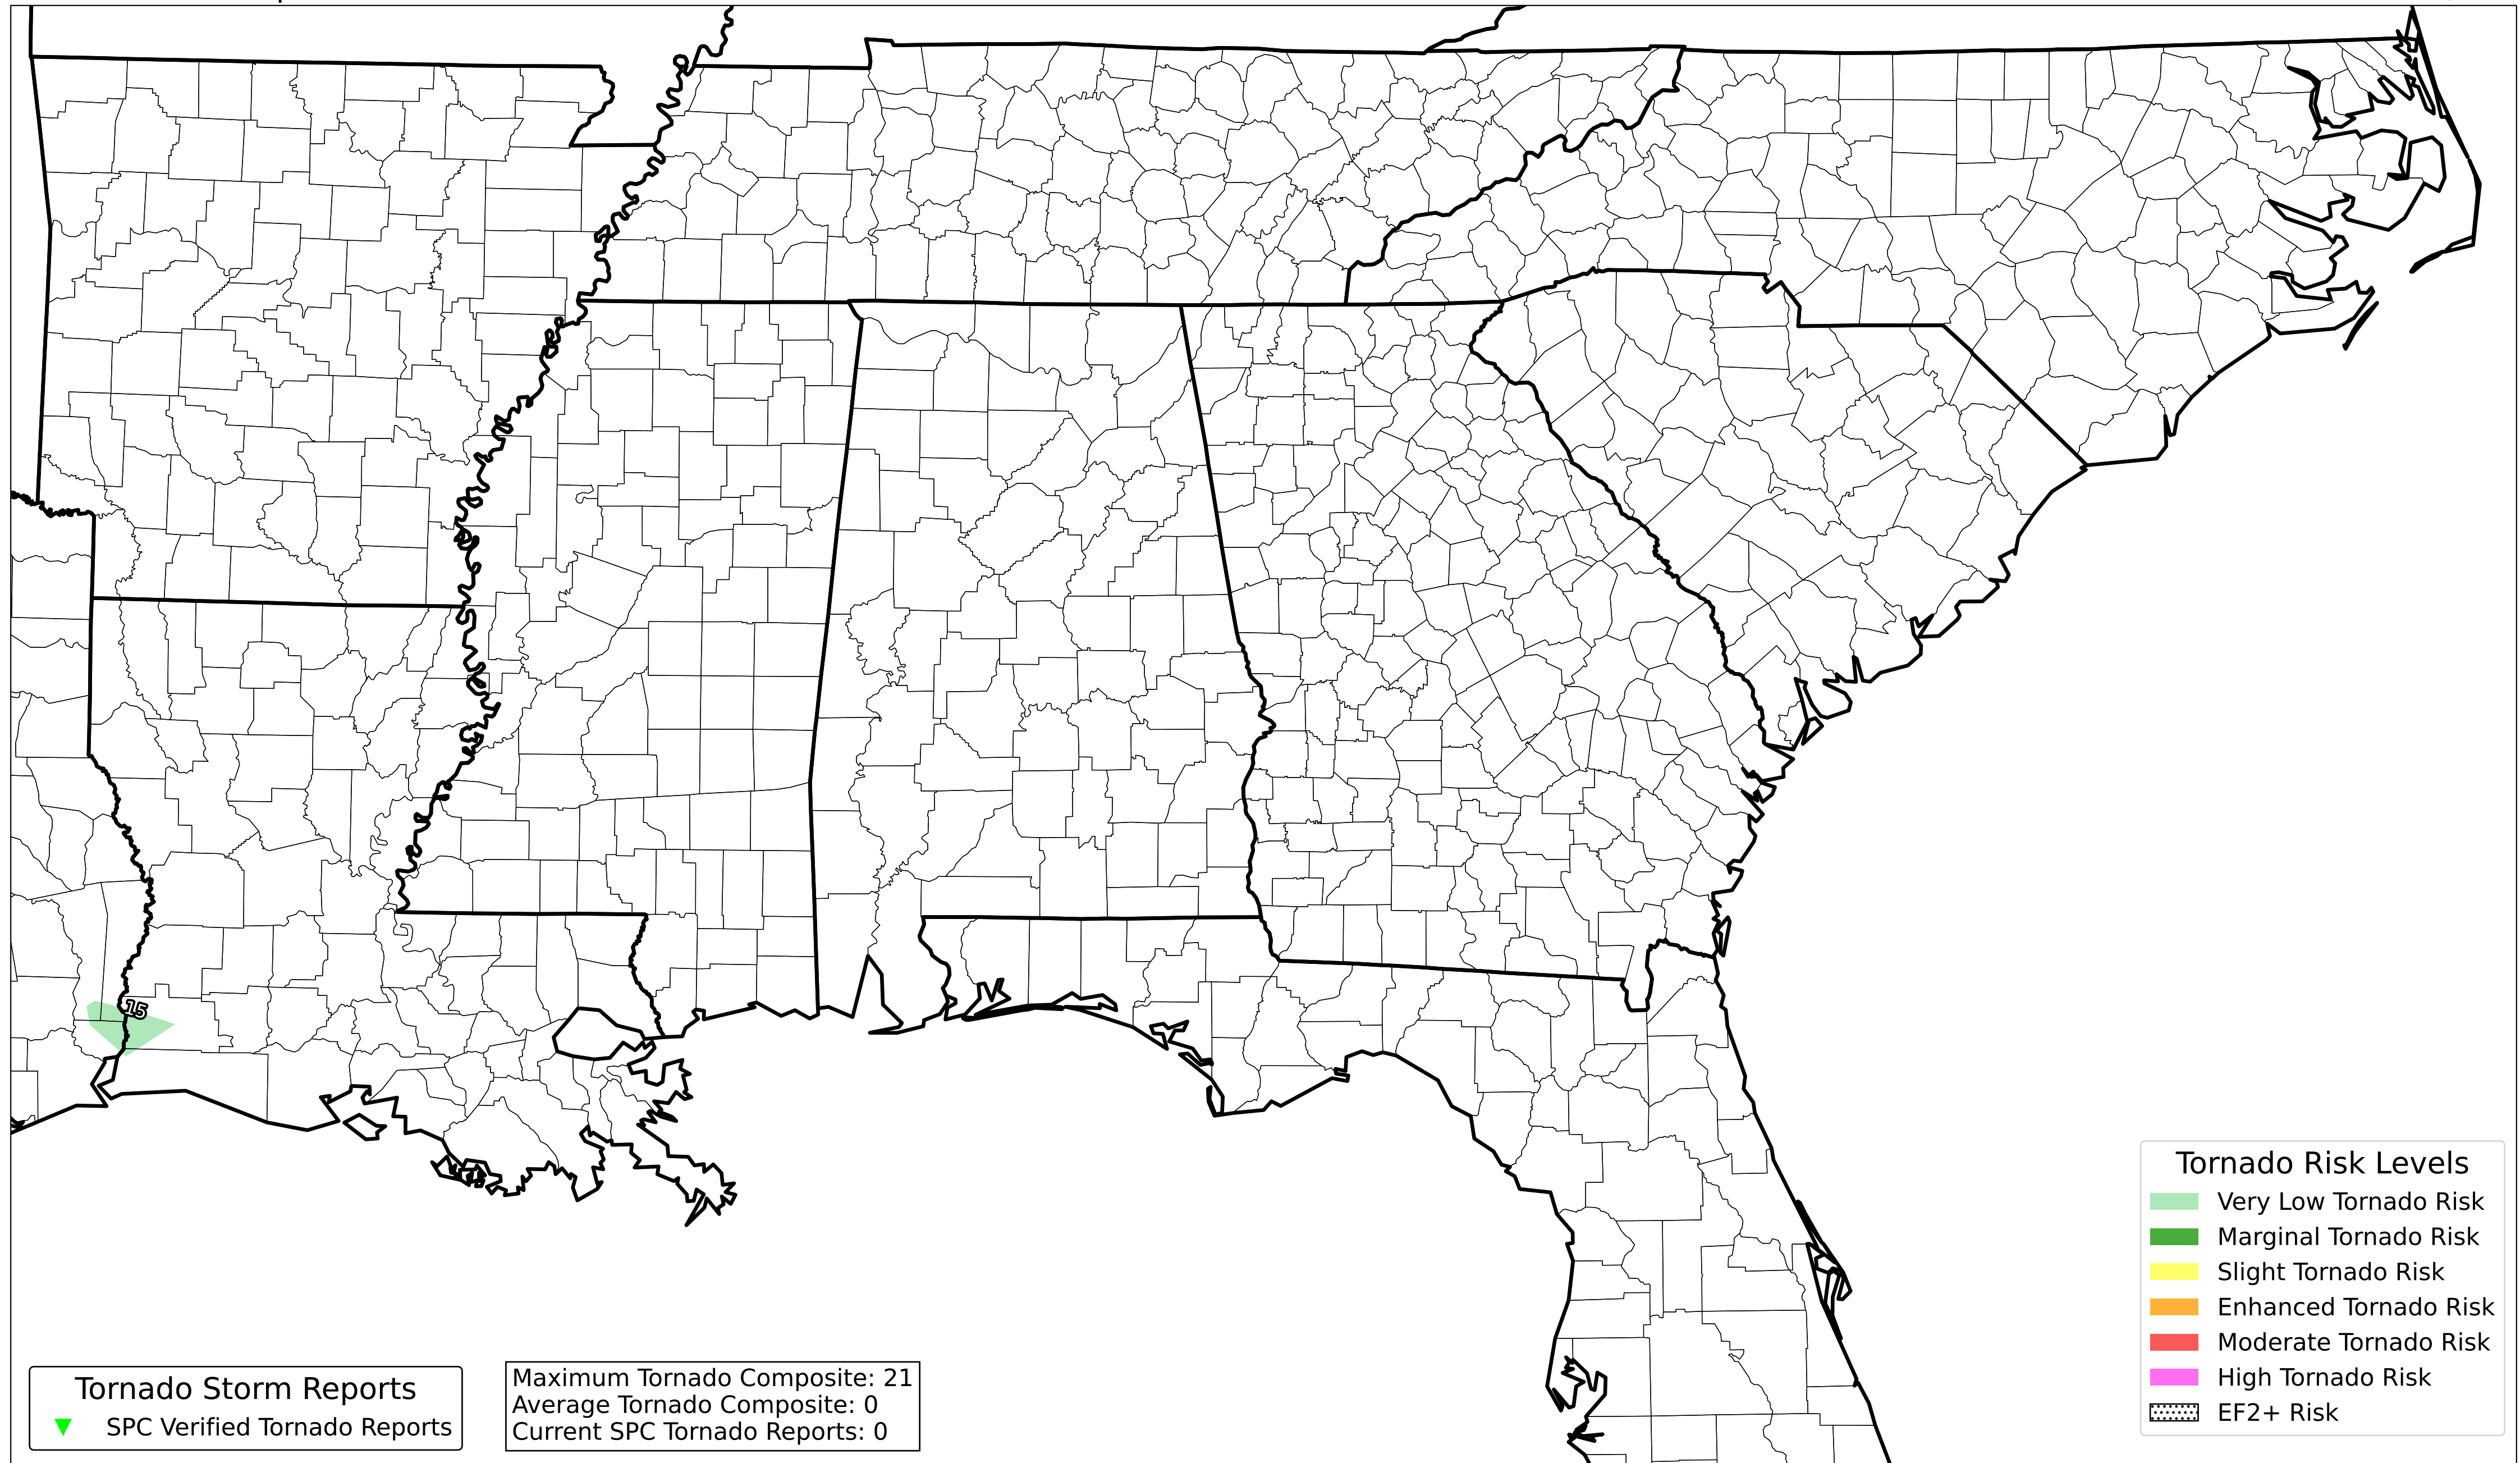 15
Tornado Risk Levels
Very Low Tornado Risk
Marginal Tornado Risk
Slight Tornado Risk
Enhanced Tornado Risk
Moderate Tornado Risk
High Tornado Risk
EF2+ Risk
Tornado Storm Reports
SPC Verified Tornado Reports
Maximum Tornado Composite: 21
Average Tornado Composite: 0
Current SPC Tornado Reports: 0